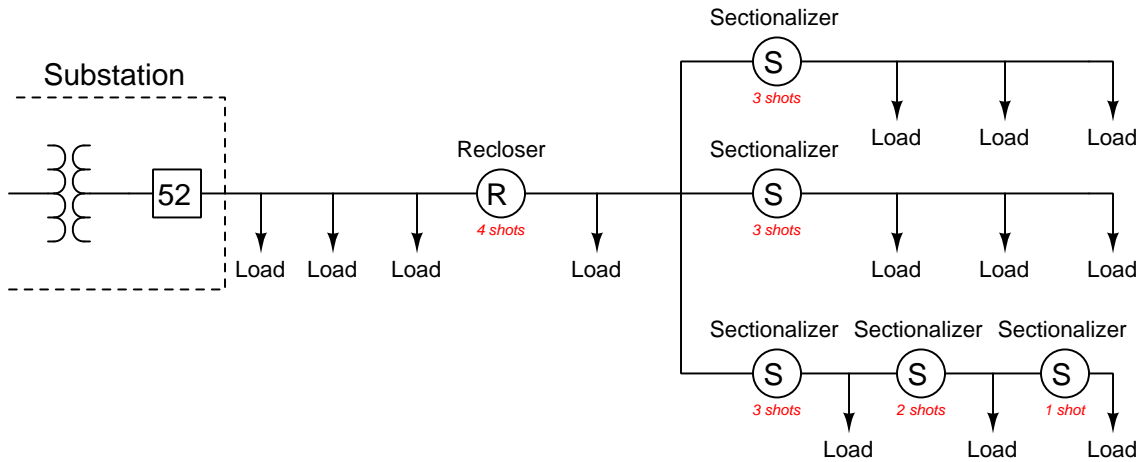 Sectionalizer
S
3 shots
Load
Load
Load
Substation
52
Load
Load
Load
Recloser
R
4 shots
Load
Sectionalizer
S
3 shots
Load
Load
Load
Sectionalizer
S
3 shots
Load
Sectionalizer
S
2 shots
Load
Sectionalizer
S
1 shot
Load